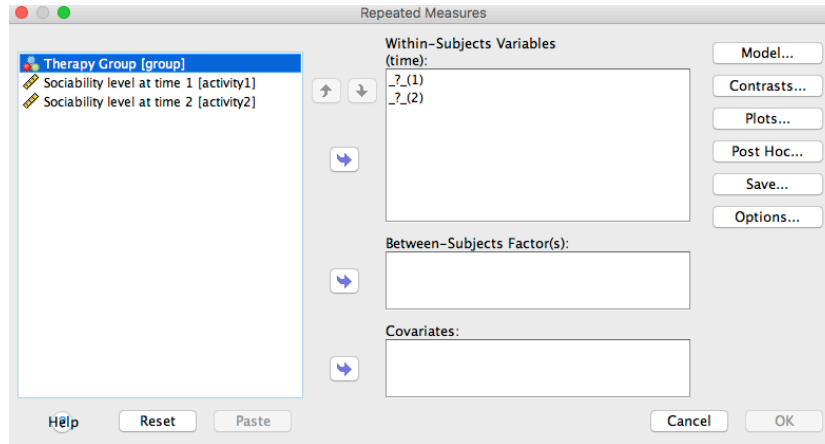 Repeated Measures
Therapy Group [group]
Sociability level at time 1 [activity1]
Sociability level at time 2 [activity2]
Within-Subjects Variables
(time):
_?_(1)
_?_(2)
Between-Subjects Factor(s):
Covariates:
Model...
Contrasts...
Plots...
Post Hoc...
Save...
Options...
Help
Reset
Paste
Cancel
OK